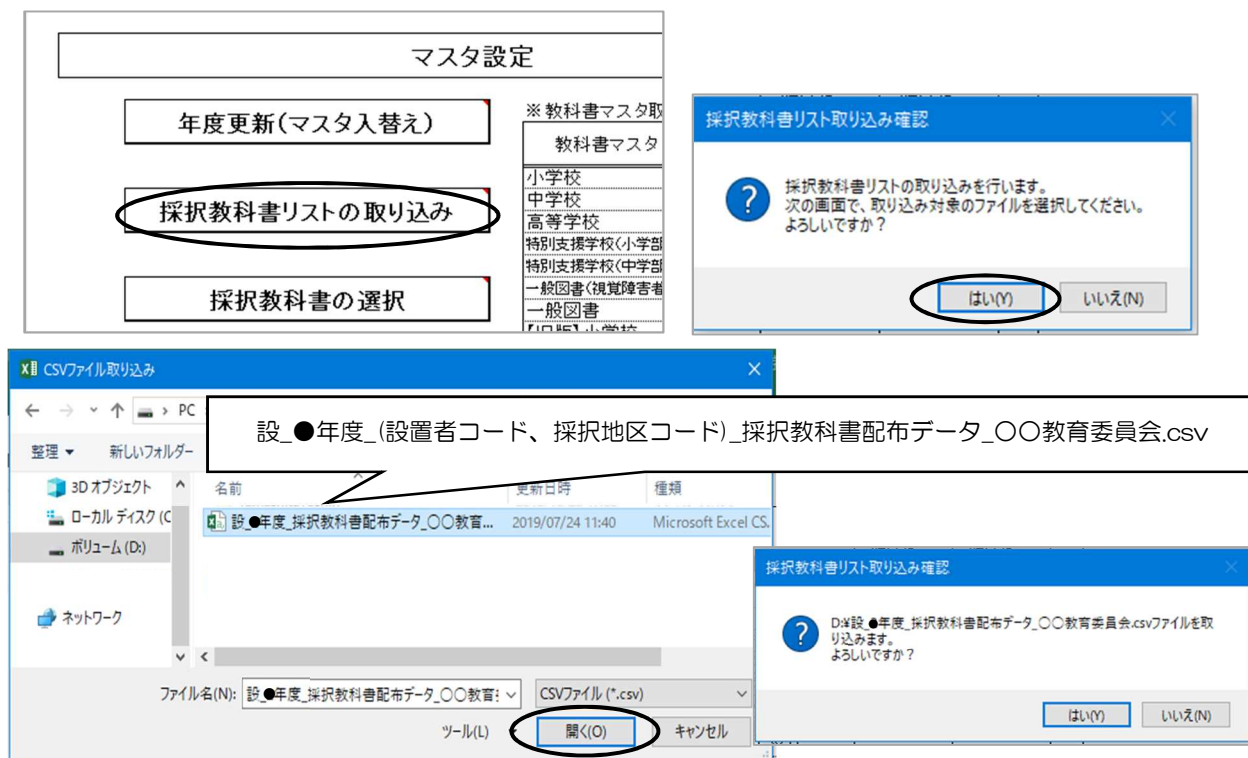 マスタ設定
年度更新(マスタ入替え)
採択教科書リストの取り込み
採択教科書の選択
※教科書マスタ取
教科書マスタ
小学校
中学校
高等学校
特別支援学校(小学部
特別支援学校(中学部
一般図書(視覚障害者
一般図書
【旧版】小学校
採択教科書リスト取り込み確認
採択教科書リストの取り込みを行います。
次の画面で、取り込み対象のファイルを選択してください。
よろしいですか？
はい(Y)
いいえ(N)
CSVファイル取り込み
PC
設_●年度_(設置者コード、採択地区コード)_採択教科書配布データ_〇〇教育委員会.csv
整理
新しいフォルダー
3D オブジェクト
ローカル ディスク (C
ボリューム (D:)
ネットワーク
名前
更新日時
種類
設_●年度_採択教科書配布データ_〇〇教育...
2019/07/24 11:40
Microsoft Excel CS
ファイル名(N):
設_●年度_採択教科書配布データ_〇〇教育
CSVファイル (*.csv)
ツール(L)
開く(O)
キャンセル
採択教科書リスト取り込み確認
D:¥設_●年度_採択教科書配布データ_〇〇教育委員会.csvファイルを取
り込みます。
よろしいですか？
はい(Y)
いいえ(N)